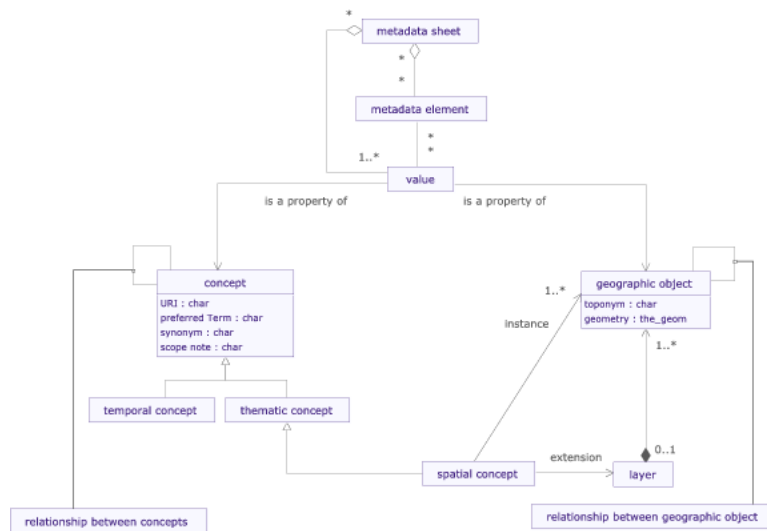 *
metadata sheet
*
*
metadata element
*
*
1..*
value
is a property of
is a property of
concept
URI : char
preferred Term : char
synonym : char
scope note : char
geographic object
toponym : char
geometry : the_geom
1..*
instance
1..*
temporal concept
thematic concept
0..1
extension
spatial concept
layer
relationship between concepts
relationship between geographic object